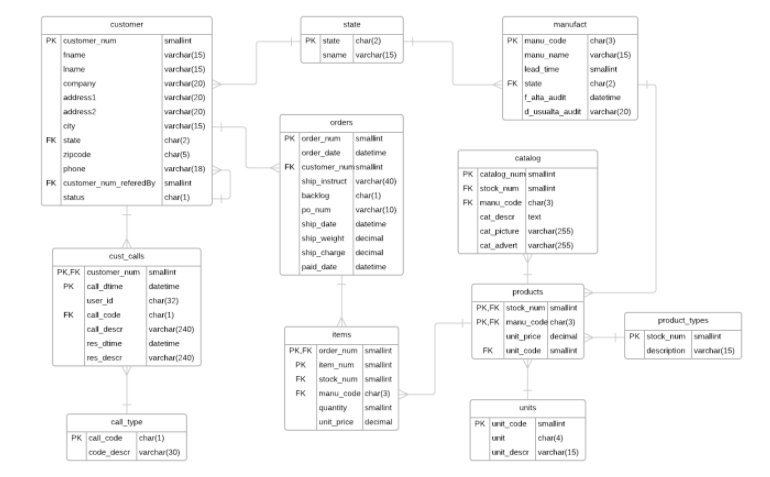 customer
PK customer_num smallint
fname varchar(15)
lname varchar(15)
company varchar(20)
address1 varchar(20)
address2 varchar(20)
city varchar(15)
FK state char(2)
zipcode char(5)
phone varchar(18)
FK customer_num_referedBy smallint
status char(1)
state
PK state char(2)
sname varchar(15)
manufact
PK manu_code char(3)
manu_name varchar(15)
lead_time smallint
FK state char(2)
f_alta_audit datetime
d_usualta_audit varchar(20)
orders
PK order_num smallint
order_date datetime
FK customer_num smallint
ship_instruct varchar(40)
backlog char(1)
po_num varchar(10)
ship_date datetime
ship_weight decimal
ship_charge decimal
paid_date datetime
catalog
PK catalog_num smallint
FK stock_num smallint
FK manu_code char(3)
cat_descr text
cat_picture varchar(255)
cat_advert varchar(255)
cust_calls
PK,FK customer_num smallint
PK call_dtime datetime
user_id char(32)
FK call_code char(1)
call_descr varchar(240)
res_dtime datetime
res_descr varchar(240)
products
PK,FK stock_num smallint
PK,FK manu_code char(3)
unit_price decimal
FK unit_code smallint
product_types
PK stock_num smallint
description varchar(15)
items
PK,FK order_num smallint
PK item_num smallint
FK stock_num smallint
FK manu_code char(3)
quantity smallint
unit_price decimal
call_type
PK call_code char(1)
code_descr varchar(30)
units
PK unit_code smallint
unit char(4)
unit_descr varchar(15)